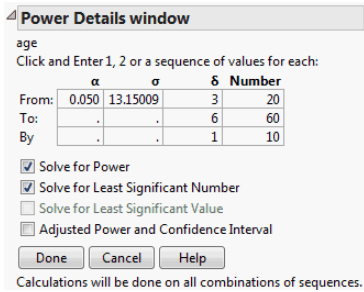 Power Details window
age
Click and Enter 1, 2 or a sequence of values for each:
α σ δ Number
From: 0.050 13.15009 3 20
To: . . 6 60
By . . 1 10
Solve for Power
Solve for Least Significant Number
Solve for Least Significant Value
Adjusted Power and Confidence Interval
Done Cancel Help
Calculations will be done on all combinations of sequences.